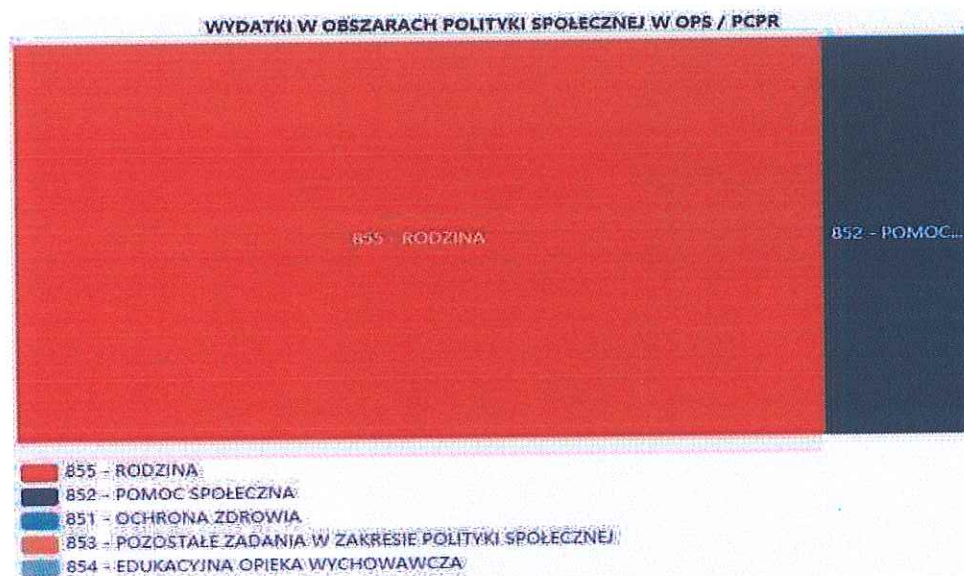 WYDATKI W OBSZARACH POLITYKI SPOŁECZNEJ W OPS / PCPR
855 - RODZINA
852 - POMOC...
855 - RODZINA
852 - POMOC SPOŁECZNA
851 - OCHRONA ZDROWIA
853 - POZOSTAŁE ZADANIA W ZAKRESIE POLITYKI SPOŁECZNEJ
854 - EDUKACYJNA OPIEKA WYCHOWAWCZA